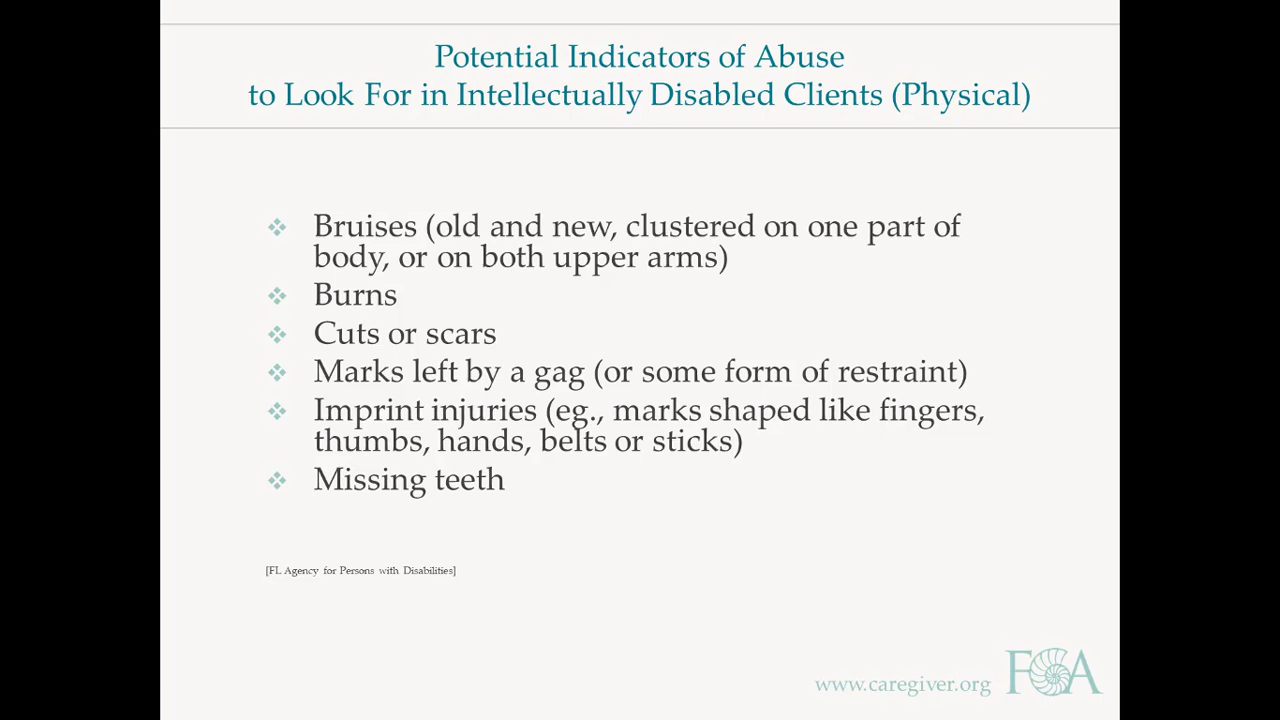 Potential Indicators of Abuse
to Look For in Intellectually Disabled Clients (Physical)
Bruises (old and new, clustered on one part of
body, or on both upper arms)
Burns
Cuts or scars
Marks left by a gag (or some form of restraint)
Imprint injuries (eg., marks shaped like fingers,
thumbs, hands, belts or sticks)
Missing teeth
[FL Agency for Persons with Disabilities]
www.caregiver.org FCA